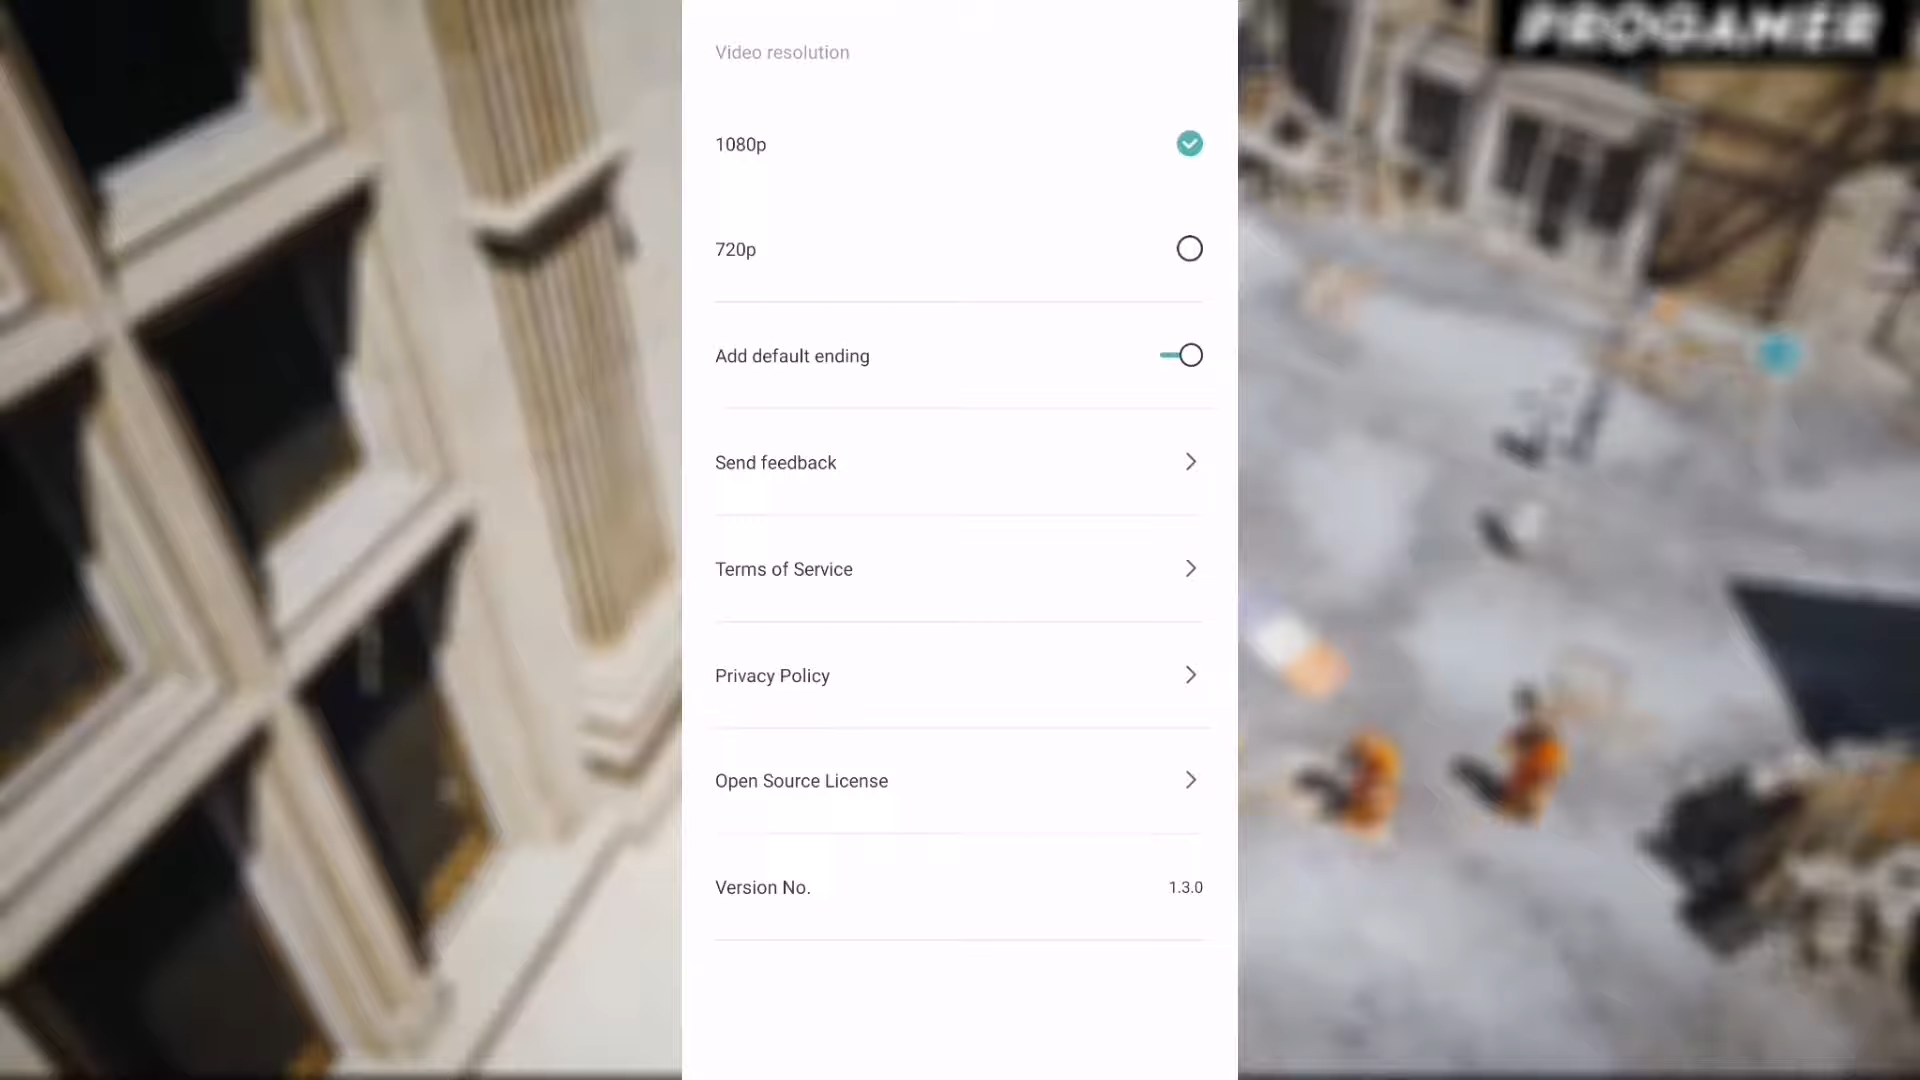 PROGAMER
Video resolution
1080p
720p
Add default ending
Send feedback
Terms of Service
Privacy Policy
Open Source License
Version No. 1.3.0